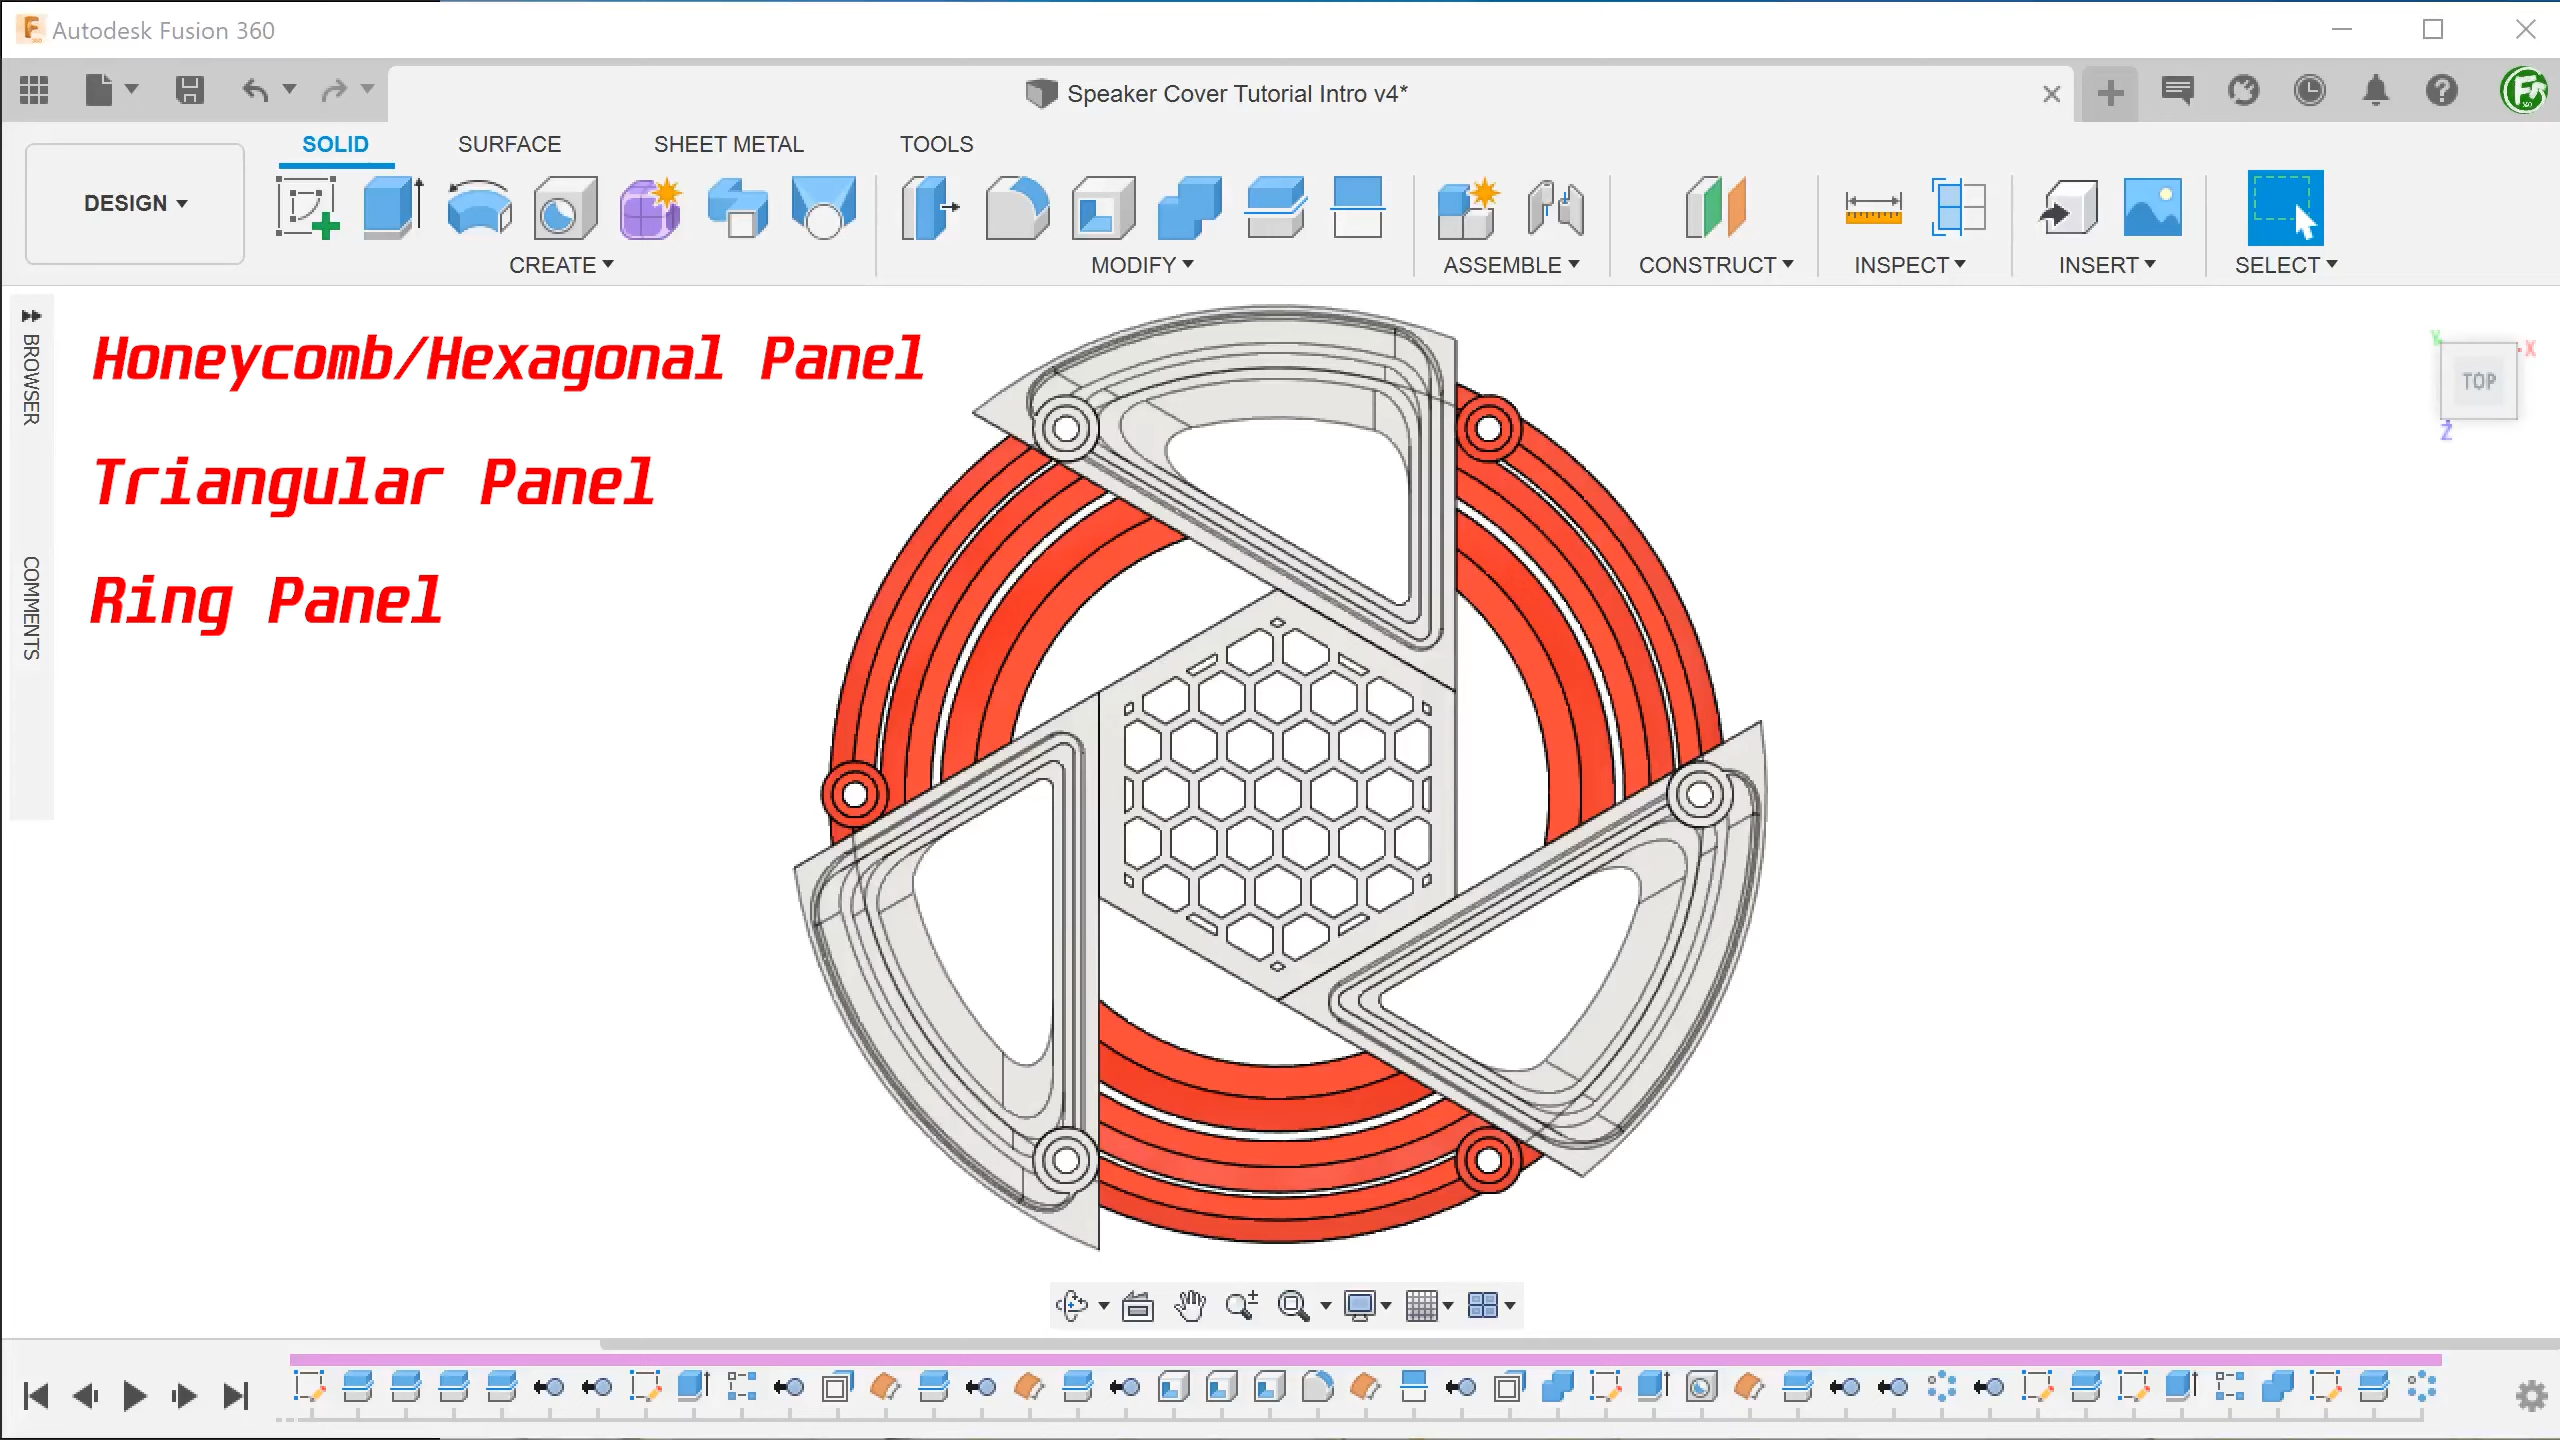 Autodesk Fusion 360
Speaker Cover Tutorial Intro v4*
SOLID SURFACE SHEET METAL TOOLS
DESIGN
CREATE MODIFY ASSEMBLE CONSTRUCT INSPECT INSERT SELECT
BROWSER
COMMENTS
Honeycomb/Hexagonal Panel
Triangular Panel
Ring Panel
Y
X
TOP
Z